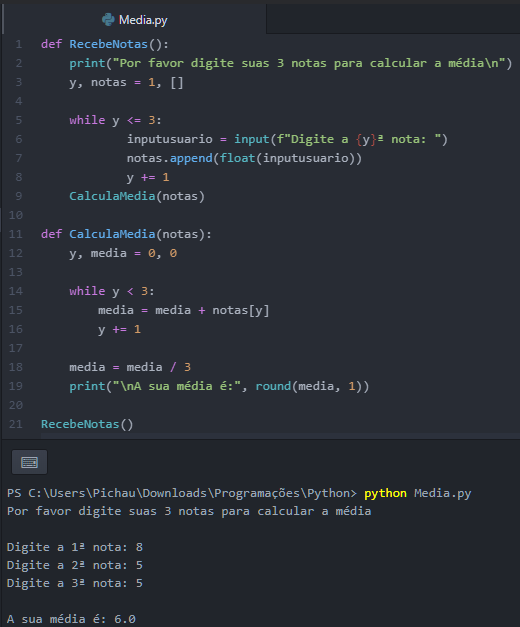 Media.py
1 def RecebeNotas():
2     print("Por favor digite suas 3 notas para calcular a média\n")
3     y, notas = 1, []
4
5     while y <= 3:
6             inputusuario = input(f"Digite a {y}ª nota: ")
7             notas.append(float(inputusuario))
8             y += 1
9     CalculaMedia(notas)
10
11 def CalculaMedia(notas):
12     y, media = 0, 0
13
14     while y < 3:
15         media = media + notas[y]
16         y += 1
17
18     media = media / 3
19     print("\nA sua média é:", round(media, 1))
20
21 RecebeNotas()
PS C:\Users\Pichau\Downloads\Programações\Python> python Media.py
Por favor digite suas 3 notas para calcular a média
Digite a 1ª nota: 8
Digite a 2ª nota: 5
Digite a 3ª nota: 5
A sua média é: 6.0